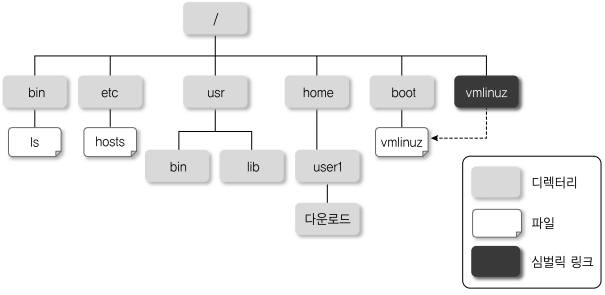 /
bin
etc
usr
home
boot
vmlinuz
ls
hosts
vmlinuz
bin
lib
user1
다운로드
디렉터리
파일
심벌릭 링크